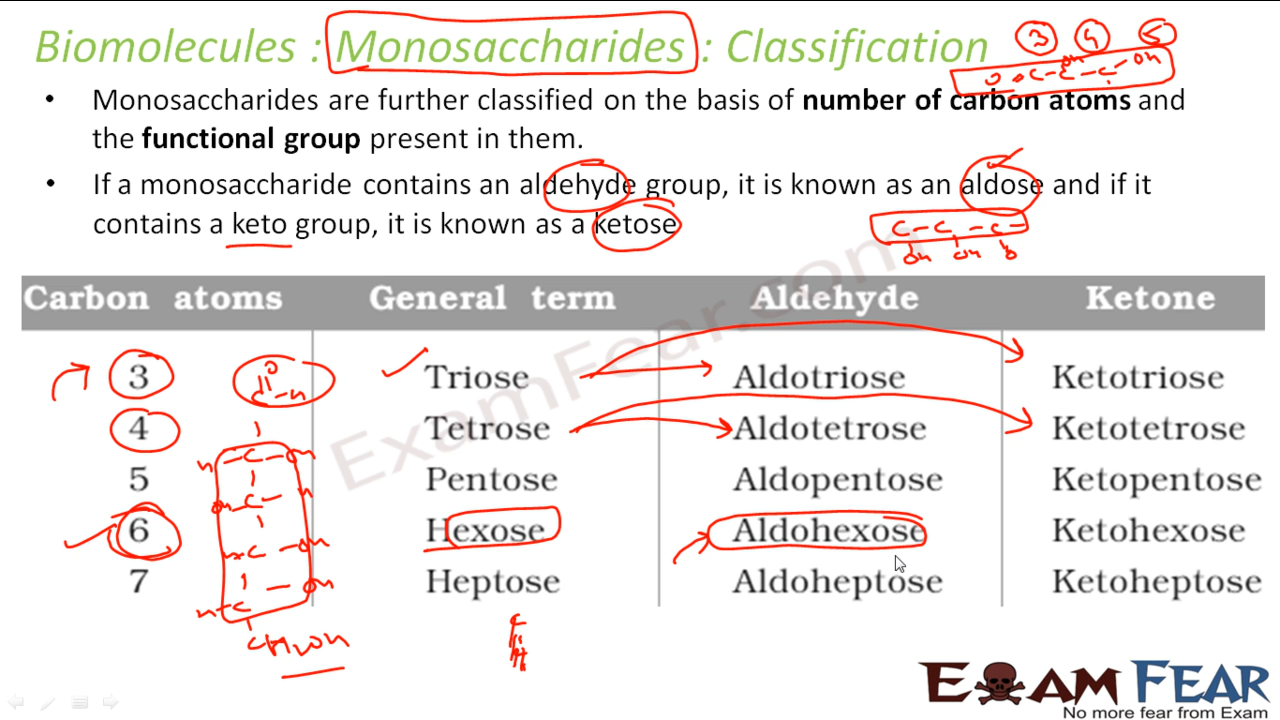 Biomolecules : Monosaccharides : Classification
3 4 5
• Monosaccharides are further classified on the basis of number of carbon atoms and
the functional group present in them.
• If a monosaccharide contains an aldehyde group, it is known as an aldose and if it
contains a keto group, it is known as a ketose
C-C-C-
Carbon atoms General term Aldehyde Ketone
3 Triose Aldotriose Ketotriose
4 Tetrose Aldotetrose Ketotetrose
5 Pentose Aldopentose Ketopentose
6 Hexose Aldohexose Ketohexose
7 Heptose Aldoheptose Ketoheptose
ExamFear.com
EXAM FEAR
No more fear from Exam